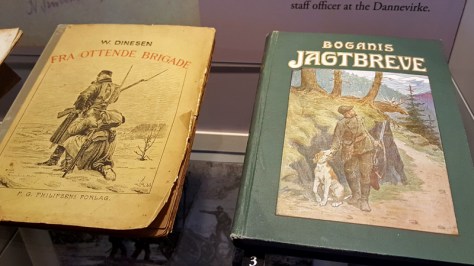 staff officer at the Dannevirke.
W. DINESEN
FRA OTTENDE BRIGADE
P. G. PHILIPSENS FORLAG.
BOGANIS
JAGTBREVE
3